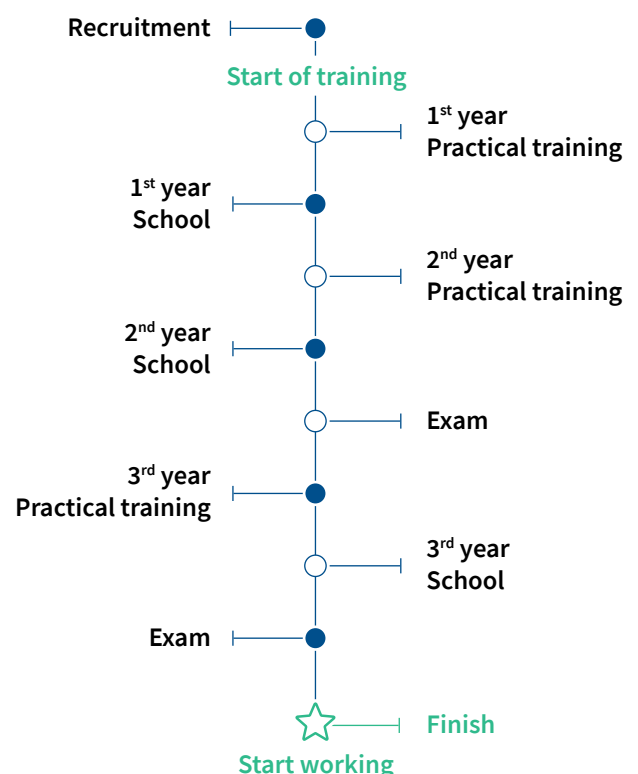 Recruitment
Start of training
1st year
Practical training
1st year
School
2nd year
Practical training
2nd year
School
Exam
3rd year
Practical training
3rd year
School
Exam
Finish
Start working